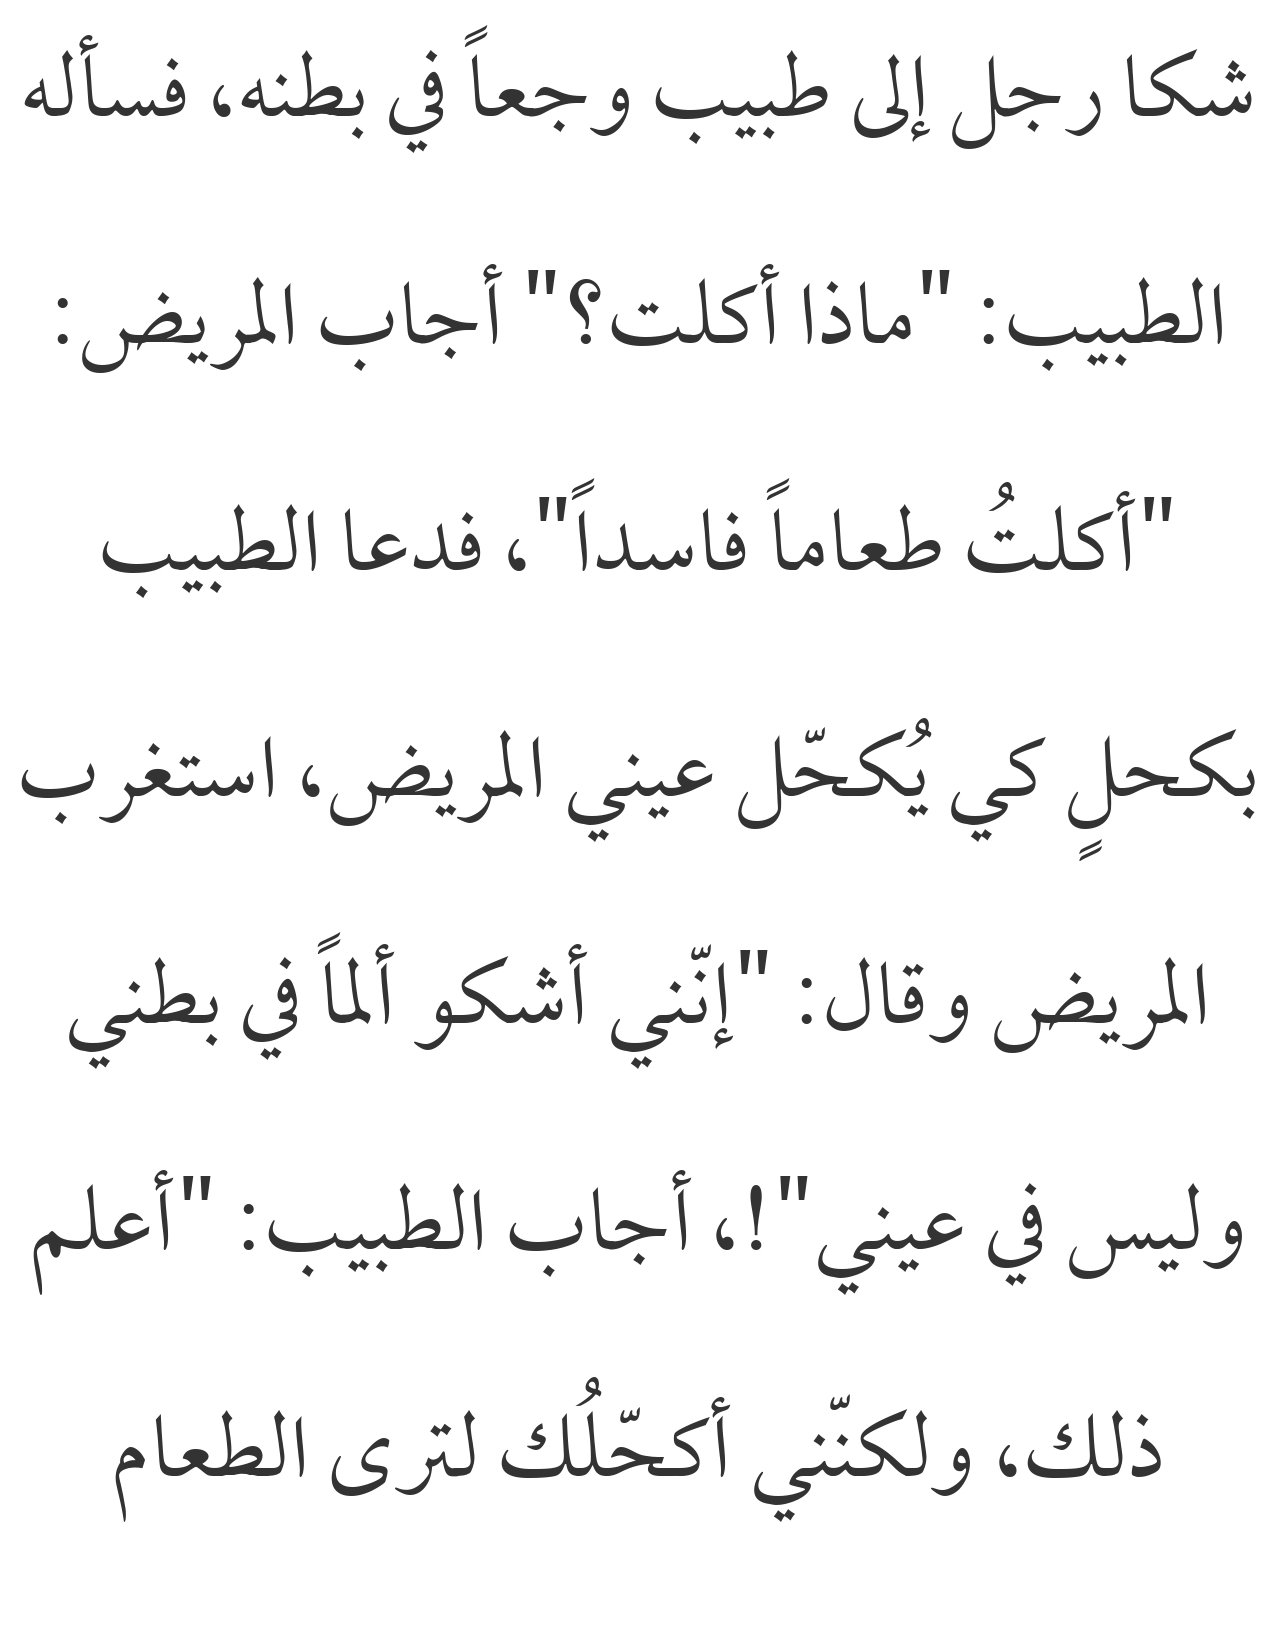 شكا رجل إلى طبيب وجعاً في بطنه، فسأله
الطبيب: "ماذا أكلت؟" أجاب المريض:
"أكلتُ طعاماً فاسداً"، فدعا الطبيب
بكحلٍ كي يُكحّل عيني المريض، استغرب
المريض وقال: "إنّني أشكو ألماً في بطني
وليس في عيني"!، أجاب الطبيب: "أعلم
ذلك، ولكنّني أكحّلُك لترى الطعام